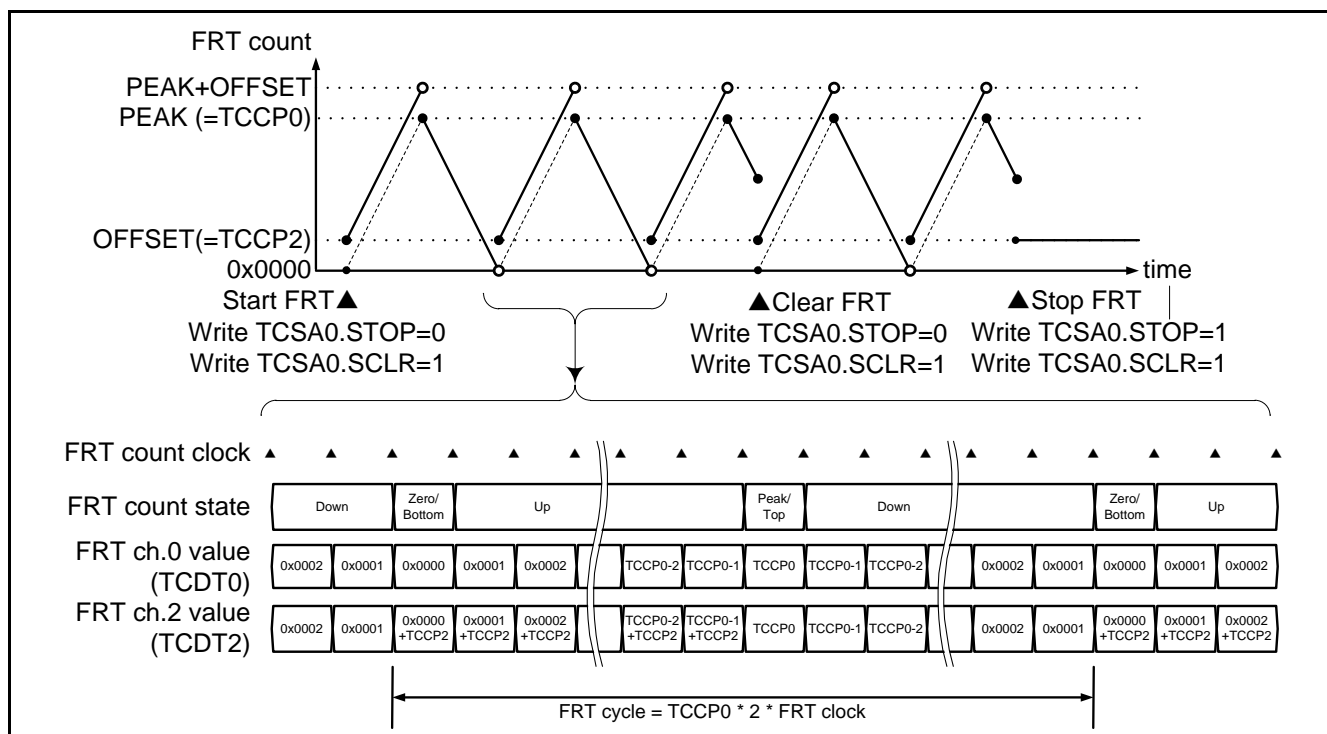 FRT count
PEAK+OFFSET
PEAK (=TCCP0)
OFFSET(=TCCP2)
0x0000
time
Start FRT▲
Write TCSA0.STOP=0
Write TCSA0.SCLR=1
▲Clear FRT
Write TCSA0.STOP=0
Write TCSA0.SCLR=1
▲Stop FRT
Write TCSA0.STOP=1
Write TCSA0.SCLR=1
FRT count clock
FRT count state
Down
Zero/
Bottom
Up
Peak/
Top
Down
Zero/
Bottom
Up
FRT ch.0 value
(TCDT0)
0x0002 0x0001 0x0000 0x0001 0x0002 TCCP0-2 TCCP0-1 TCCP0 TCCP0-1 TCCP0-2 0x0002 0x0001 0x0000 0x0001 0x0002
FRT ch.2 value
(TCDT2)
0x0002 0x0001
0x0000
+TCCP2
0x0001
+TCCP2
0x0002
+TCCP2
TCCP0-2
+TCCP2
TCCP0-1
+TCCP2
TCCP0 TCCP0-1 TCCP0-2 0x0002 0x0001
0x0000
+TCCP2
0x0001
+TCCP2
0x0002
+TCCP2
FRT cycle = TCCP0 * 2 * FRT clock